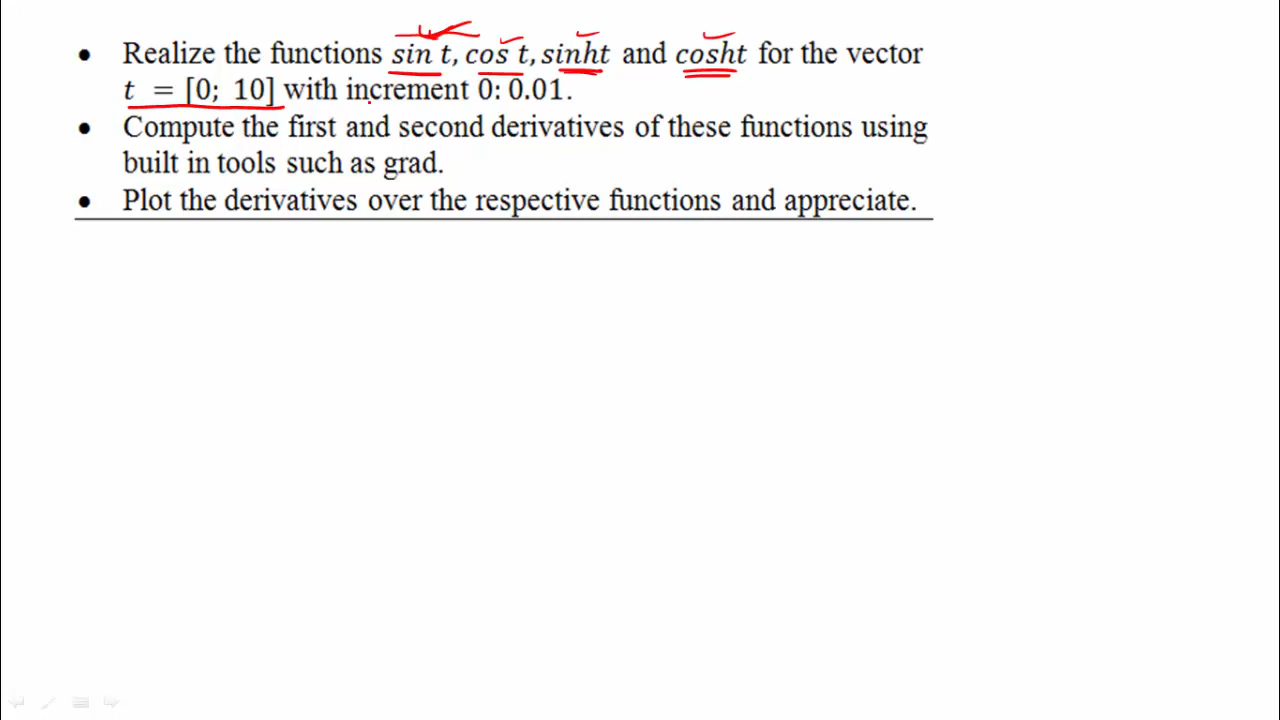 • Realize the functions sin t, cos t, sinht and cosht for the vector
t = [0; 10] with increment 0: 0.01.
• Compute the first and second derivatives of these functions using
built in tools such as grad.
• Plot the derivatives over the respective functions and appreciate.